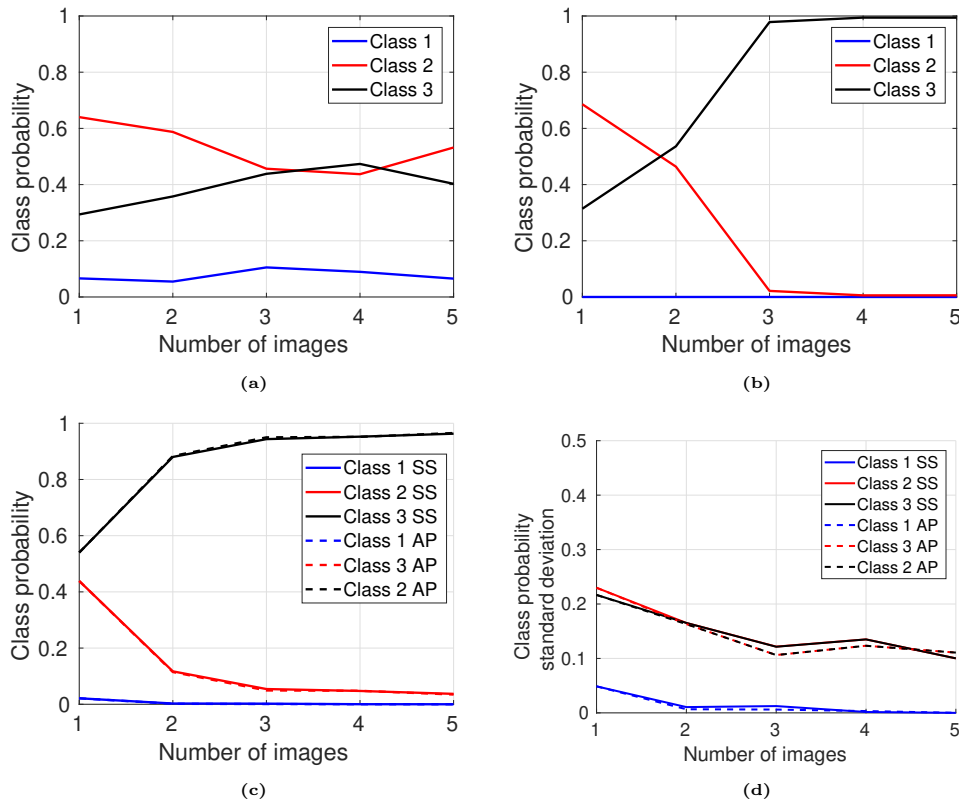 1
0.8
0.6
0.4
0.2
0
Class probability
1 2 3 4 5
Number of images
Class 1
Class 2
Class 3
(a)
1
0.8
0.6
0.4
0.2
0
Class probability
1 2 3 4 5
Number of images
Class 1
Class 2
Class 3
(b)
1
0.8
0.6
0.4
0.2
0
Class probability
1 2 3 4 5
Number of images
Class 1 SS
Class 2 SS
Class 3 SS
Class 1 AP
Class 3 AP
Class 2 AP
(c)
0.5
0.4
0.3
0.2
0.1
0
Class probability
standard deviation
1 2 3 4 5
Number of images
Class 1 SS
Class 2 SS
Class 3 SS
Class 1 AP
Class 3 AP
Class 2 AP
(d)